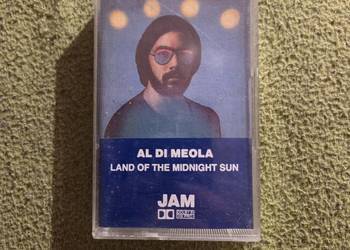 AL DI MEOLA
LAND OF THE MIDNIGHT SUN
JAM